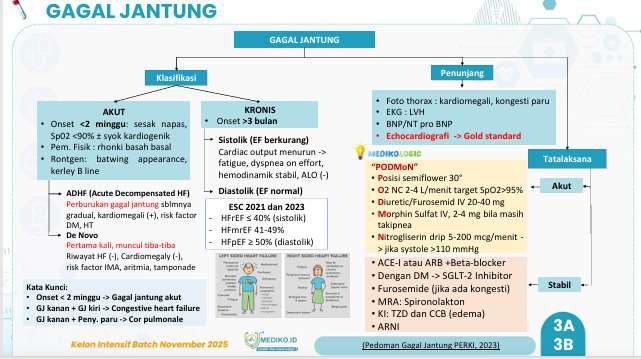 GAGAL JANTUNG
GAGAL JANTUNG
Klasifikasi
Penunjang
AKUT
• Onset <2 minggu: sesak napas,
Sp02 <90% ± syok kardiogenik
• Pem. Fisik : rhonki basah basal
• Rontgen: batwing appearance,
kerley B line
ADHF (Acute Decompensated HF)
Perburukan gagal jantung sblmnya
gradual, kardiomegali (+), risk factor
DM, HT
De Novo
Pertama kali, muncul tiba-tiba
Riwayat HF (-), Cardiomegaly (-),
risk factor IMA, aritmia, tamponade
Kata Kunci:
• Onset < 2 minggu -> Gagal jantung akut
• GJ kanan + GJ kiri -> Congestive heart failure
• GJ kanan + Peny. paru -> Cor pulmonale
KRONIS
• Onset >3 bulan
Sistolik (EF berkurang)
Cardiac output menurun ->
fatigue, dyspnea on effort,
hemodinamik stabil, ALO (-)
Diastolik (EF normal)
ESC 2021 dan 2023
- HFrEF ≤ 40% (sistolik)
- HFmrEF 41-49%
- HFpEF ≥ 50% (diastolik)
LEFT SIDED HEART FAILURE
RIGHT SIDED HEART FAILURE
• Foto thorax : kardiomegali, kongesti paru
• EKG : LVH
• BNP/NT pro BNP
• Echocardiografi -> Gold standard
MEDIKOLOGIC
"PODMoN"
• Posisi semiflower 30°
• O2 NC 2-4 L/menit target SpO2>95%
• Diuretic/Furosemid IV 20-40 mg
• Morphin Sulfat IV, 2-4 mg bila masih
takipnea
• Nitrogliserin drip 5-200 mcg/menit -
> jika systole >110 mmHg
Tatalaksana
Akut
• ACE-I atau ARB +Beta-blocker
• Dengan DM -> SGLT-2 Inhibitor
• Furosemide (jika ada kongesti)
• MRA: Spironolakton
• KI: TZD dan CCB (edema)
• ARNI
Stabil
3A
3B
Kelon Intensif Batch November 2025
MEDIKO.ID
(Pedoman Gagal Jantung PERKI, 2023)